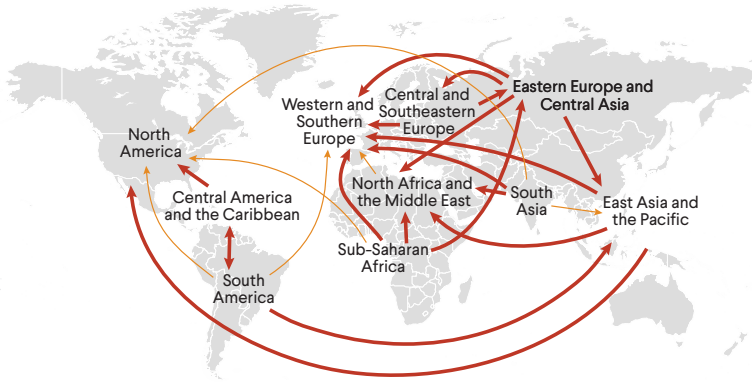 North
America
Central America
and the Caribbean
South
America
Western and
Southern
Europe
Central and
Southeastern
Europe
Eastern Europe and
Central Asia
North Africa and
the Middle East
Sub-Saharan
Africa
South
Asia
East Asia and
the Pacific